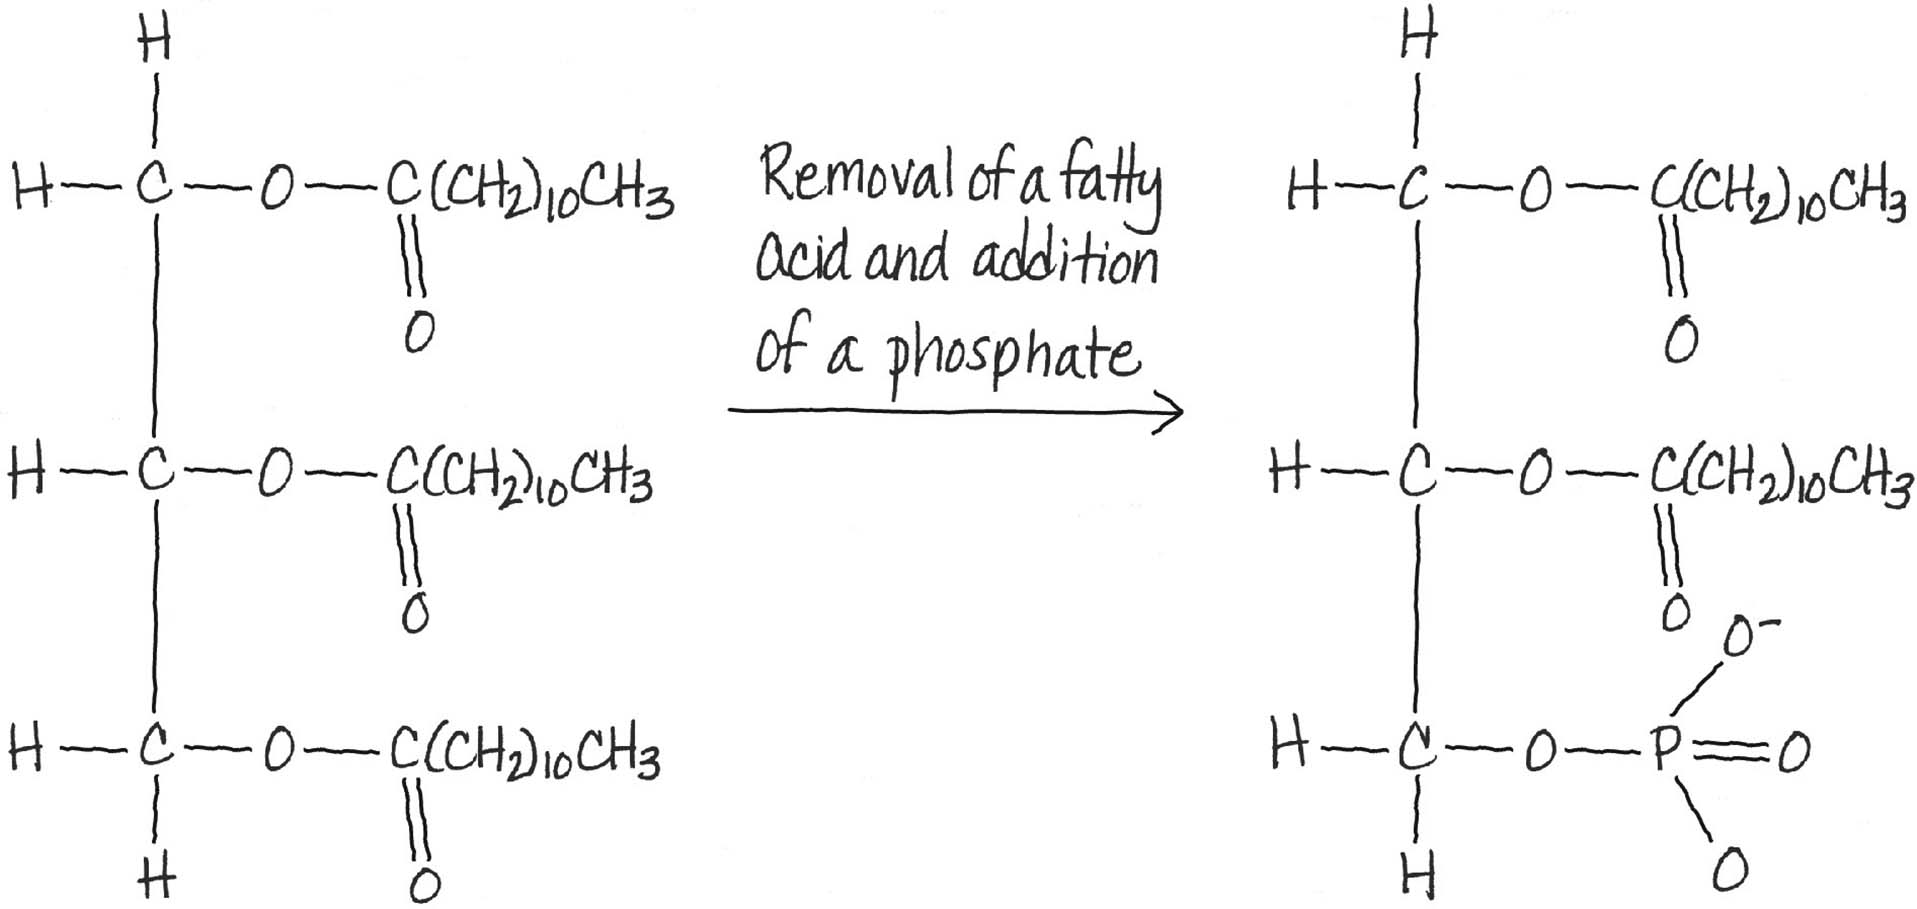 H H
H—C—O—C(CH₂)₁₀CH₃ Removal of a fatty H—C—O—C(CH₂)₁₀CH₃
acid and addition
O of a phosphate O
H—C—O—C(CH₂)₁₀CH₃ H—C—O—C(CH₂)₁₀CH₃
O O
O⁻
H—C—O—C(CH₂)₁₀CH₃ H—C—O—P=O
H O H O